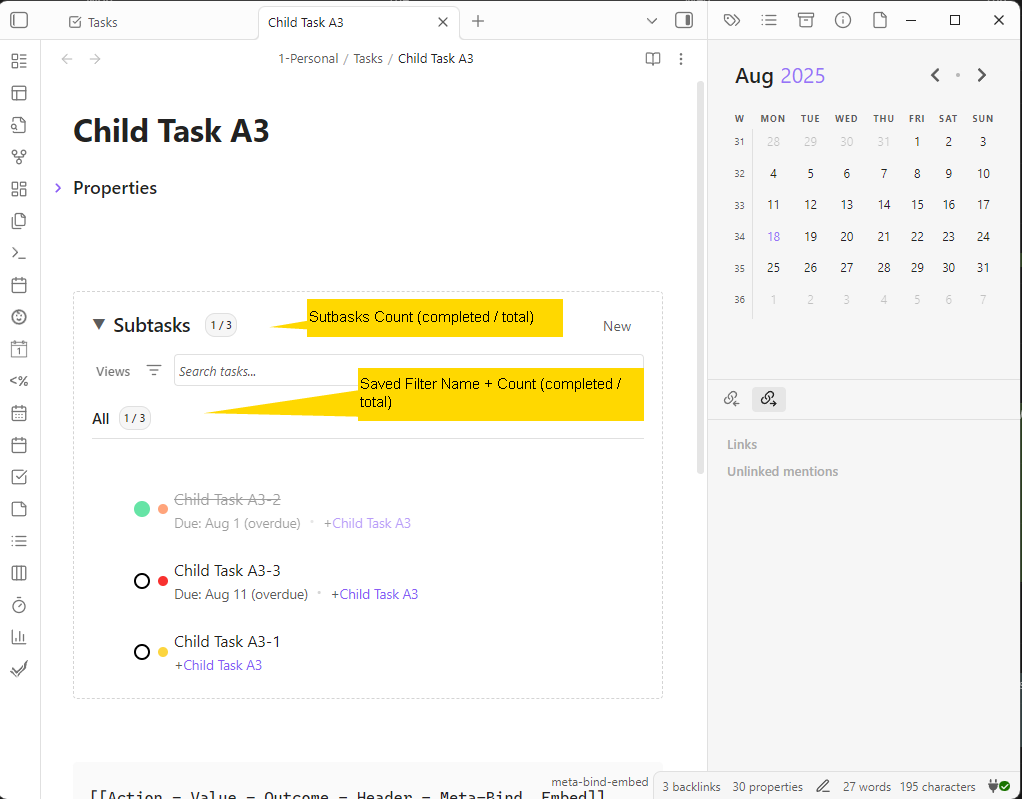 Tasks
Child Task A3
1-Personal / Tasks / Child Task A3
Child Task A3
Properties
Subtasks 1 / 3
Sutbasks Count (completed / total)
New
Views
Search tasks...
Saved Filter Name + Count (completed /
total)
All 1 / 3
Child Task A3-2
Due: Aug 1 (overdue) · +Child Task A3
Child Task A3-3
Due: Aug 11 (overdue) · +Child Task A3
Child Task A3-1
+Child Task A3
meta-bind-embed
[[Action - Value - Outcome - Header - Meta-Bind Embed]]
Aug 2025
W MON TUE WED THU FRI SAT SUN
31 28 29 30 31 1 2 3
32 4 5 6 7 8 9 10
33 11 12 13 14 15 16 17
34 18 19 20 21 22 23 24
35 25 26 27 28 29 30 31
36 1 2 3 4 5 6 7
Links
Unlinked mentions
3 backlinks 30 properties 27 words 195 characters